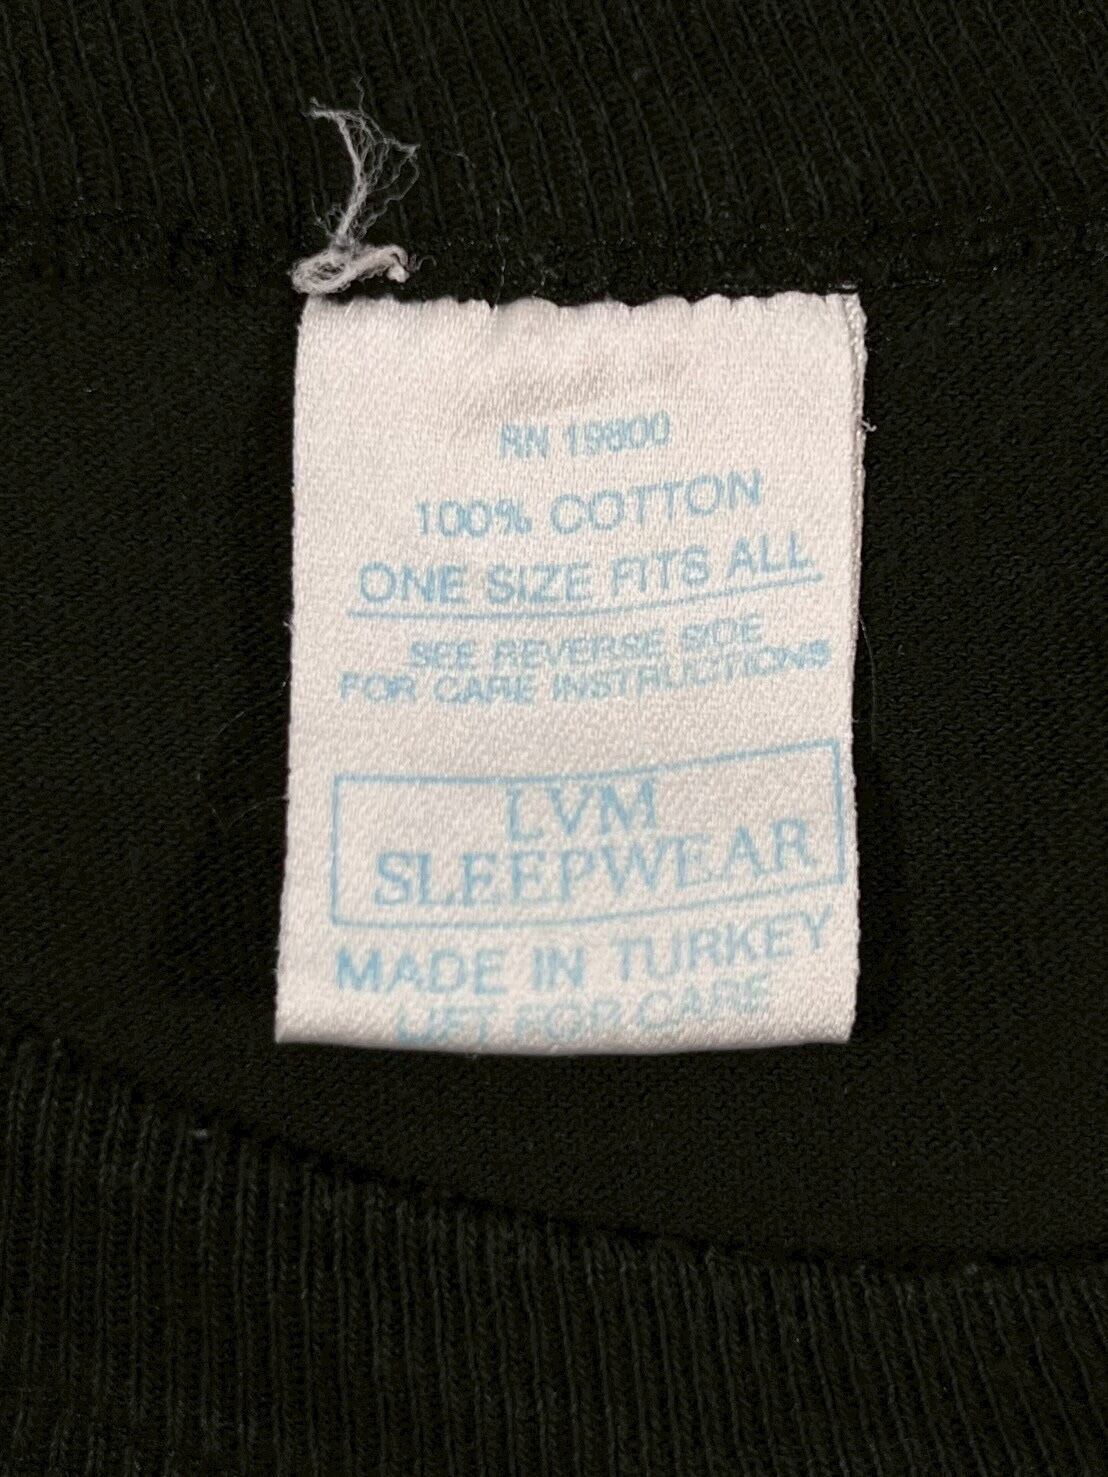 RN 19800
100% COTTON
ONE SIZE FITS ALL
SEE REVERSE SIDE
FOR CARE INSTRUCTIONS
LVM
SLEEPWEAR
MADE IN TURKEY
LIFT FOR CARE